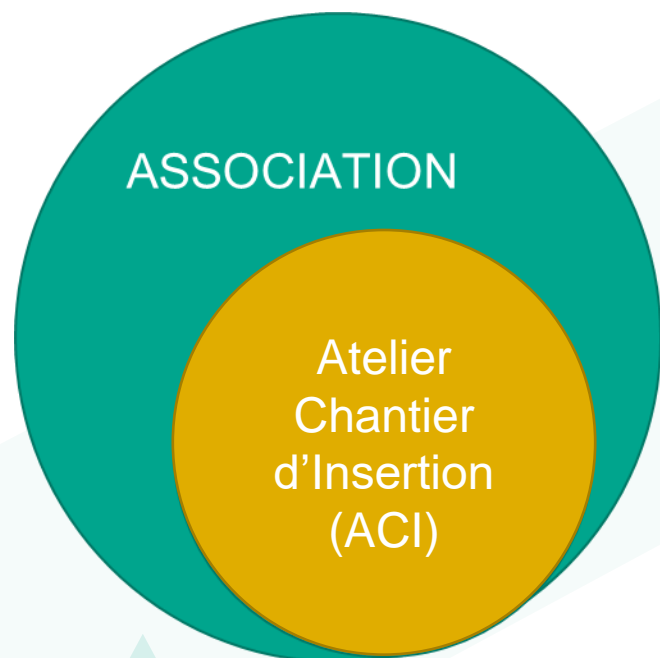 ASSOCIATION
Atelier
Chantier
d’Insertion
(ACI)